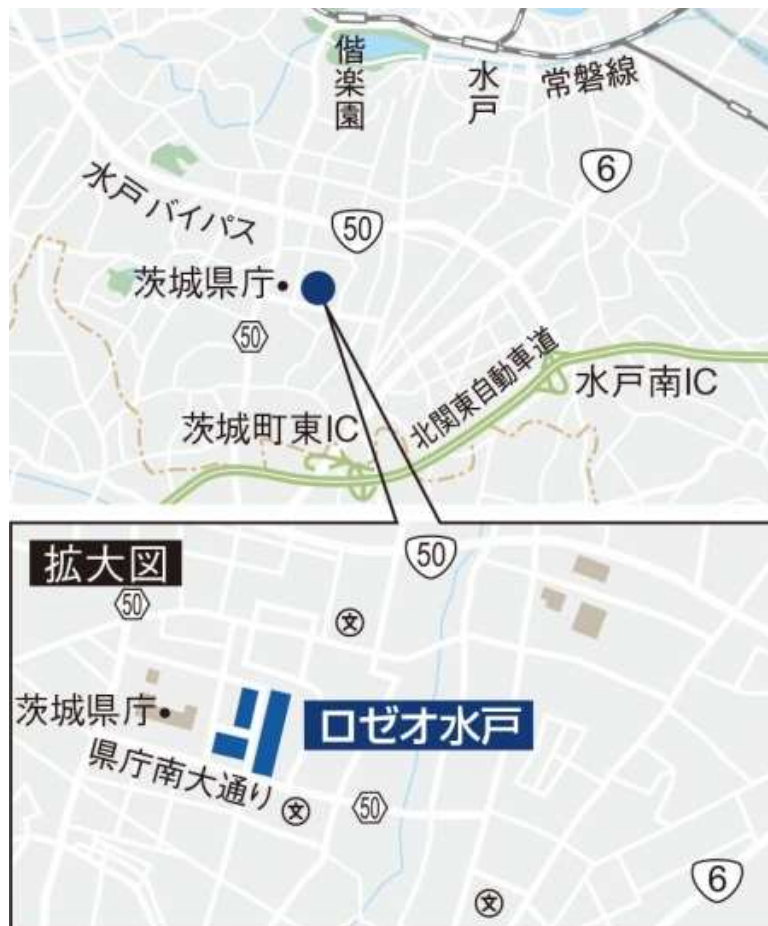 偕楽園
水戸
常磐線
6
水戸バイパス
50
茨城県庁
50
北関東自動車道
水戸南IC
茨城町東IC
拡大図
50
50
文
茨城県庁
ロゼオ水戸
県庁南大通り
文
50
6
文